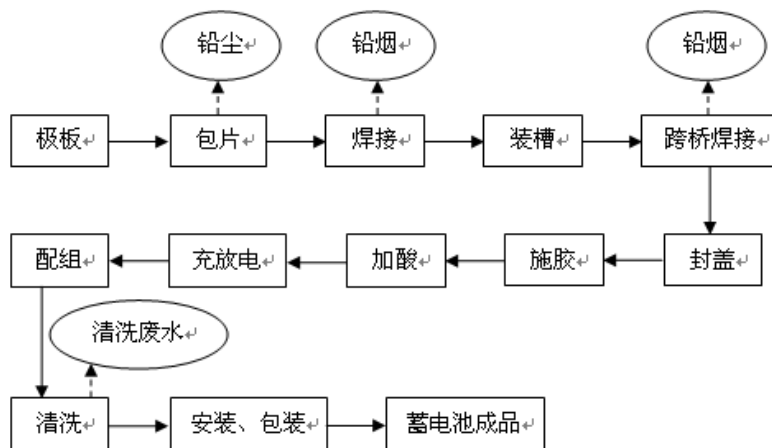 铅尘
铅烟
铅烟
极板
包片
焊接
装槽
跨桥焊接
配组
充放电
加酸
施胶
封盖
清洗废水
清洗
安装、包装
蓄电池成品